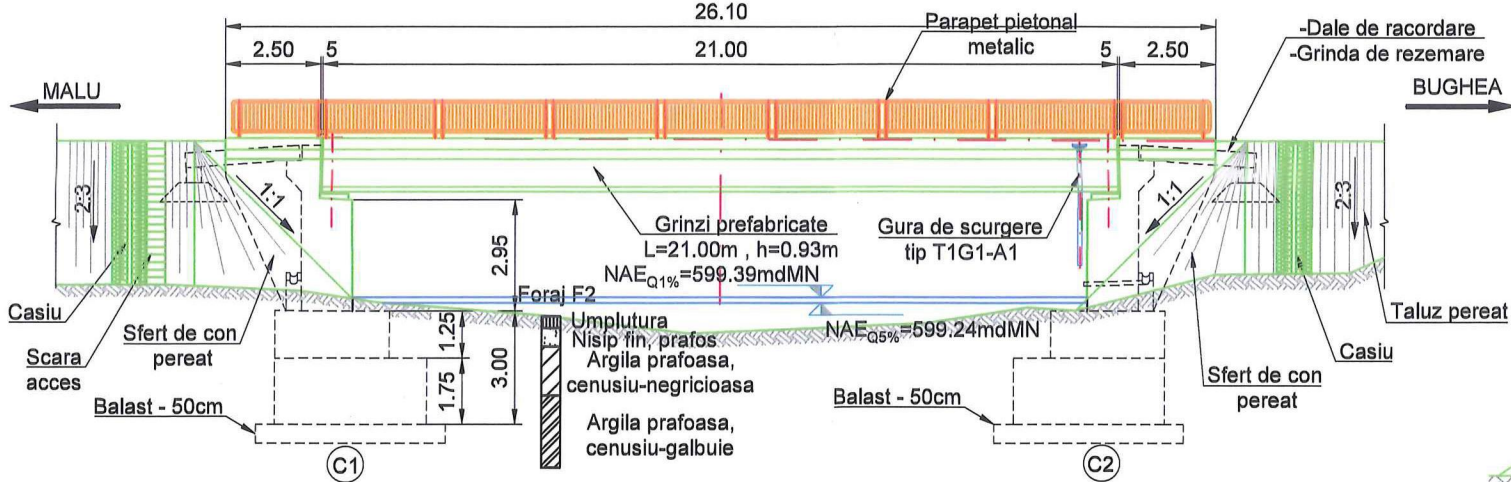 26.10
Parapet pietonal
metalic
2.50
5
21.00
5
2.50
-Dale de racordare
-Grinda de rezemare
MALU
BUGHEA
2:3
1:1
1:1
2:3
Grinzi prefabricate
L=21.00m , h=0.93m
NAEQ1%=599.39mdMN
Gura de scurgere
tip T1G1-A1
2.95
Foraj F2
Umplutura
Nisip fin, prafos
NAEQ5%=599.24mdMN
Argila prafoasa,
cenusiu-negricioasa
Argila prafoasa,
cenusiu-galbuie
1.25
1.75
3.00
Casiu
Sfert de con
pereat
Scara
acces
Taluz pereat
Casiu
Sfert de con
pereat
Balast - 50cm
Balast - 50cm
C1
C2